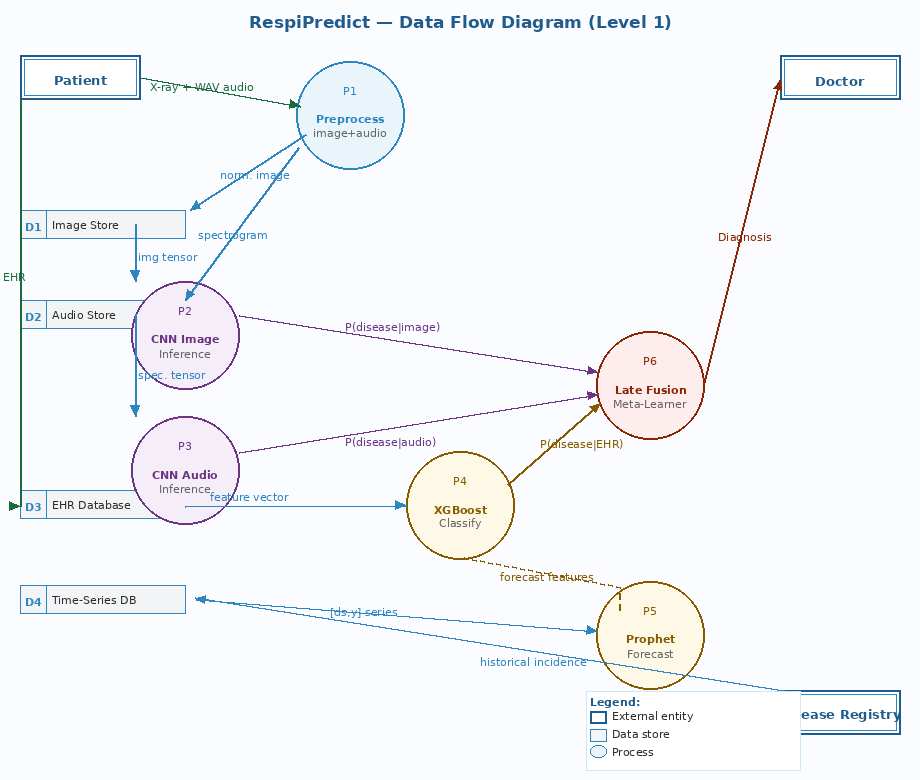 RespiPredict — Data Flow Diagram (Level 1)
Patient
X-ray + WAV audio
P1
Preprocess
image+audio
Doctor
norm. image
D1 Image Store
spectrogram
Diagnosis
img tensor
EHR
D2 Audio Store
P2
CNN Image
Inference
P(disease|image)
spec. tensor
P6
Late Fusion
Meta-Learner
P(disease|audio)
P(disease|EHR)
P3
CNN Audio
Inference
feature vector
D3 EHR Database
P4
XGBoost
Classify
forecast features
D4 Time-Series DB
[ds,y] series
P5
Prophet
Forecast
historical incidence
ease Registry
Legend:
External entity
Data store
Process